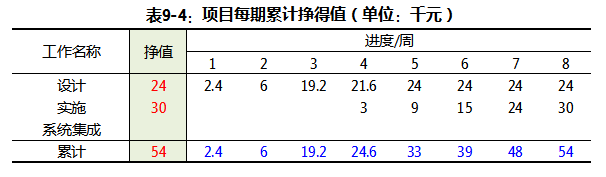 表9-4：项目每期累计挣得值（单位：千元）
工作名称 挣值 进度/周
1 2 3 4 5 6 7 8
设计 24 2.4 6 19.2 21.6 24 24 24 24
实施 30 3 9 15 24 30
系统集成
累计 54 2.4 6 19.2 24.6 33 39 48 54